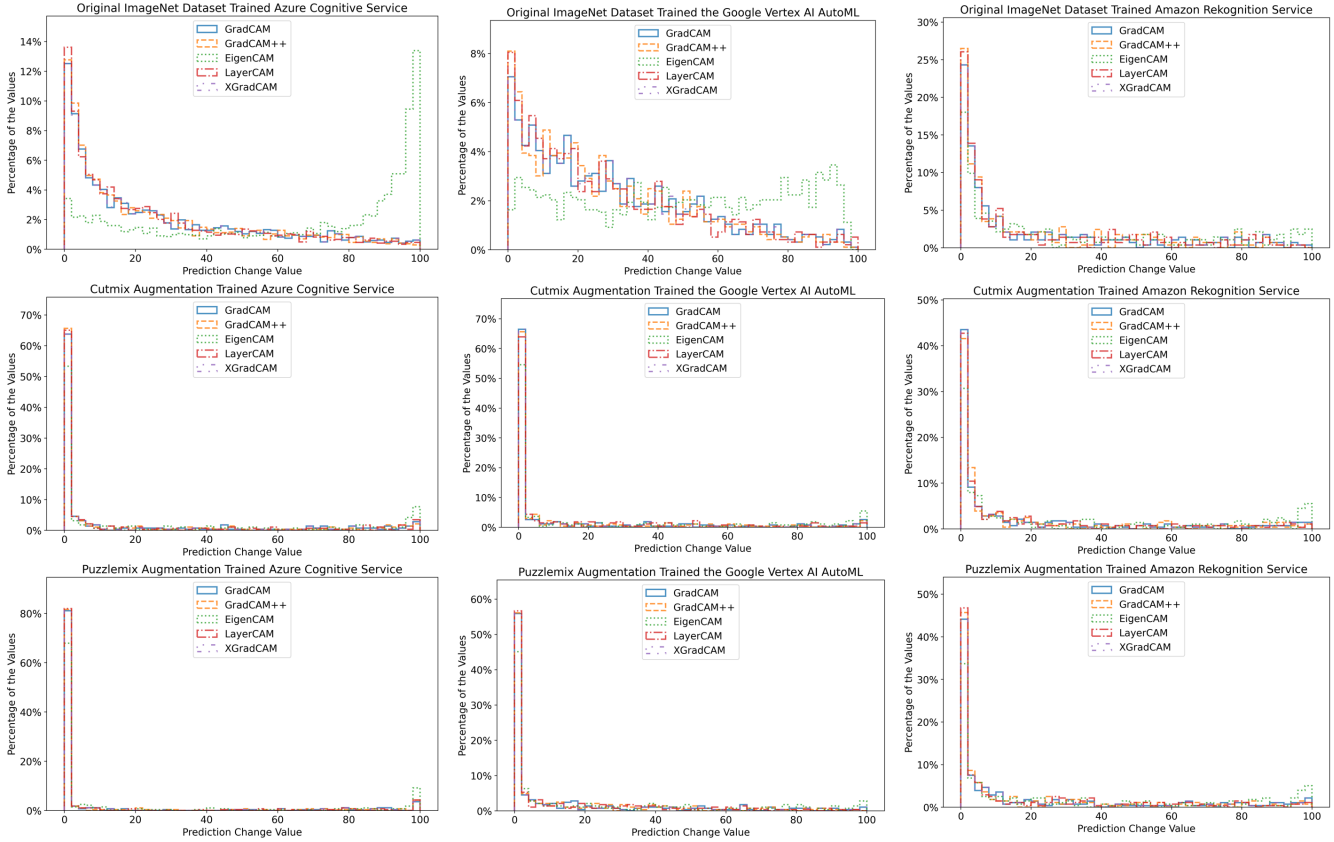 Original ImageNet Dataset Trained Azure Cognitive Service
Percentage of the Values
14%
12%
10%
8%
6%
4%
2%
0%
GradCAM
GradCAM++
EigenCAM
LayerCAM
XGradCAM
0 20 40 60 80 100
Prediction Change Value
Original ImageNet Dataset Trained the Google Vertex AI AutoML
Percentage of the Values
8%
6%
4%
2%
0%
GradCAM
GradCAM++
EigenCAM
LayerCAM
XGradCAM
0 20 40 60 80 100
Prediction Change Value
Original ImageNet Dataset Trained Amazon Rekognition Service
Percentage of the Values
30%
25%
20%
15%
10%
5%
0%
GradCAM
GradCAM++
EigenCAM
LayerCAM
XGradCAM
0 20 40 60 80 100
Prediction Change Value
Cutmix Augmentation Trained Azure Cognitive Service
Percentage of the Values
70%
60%
50%
40%
30%
20%
10%
0%
GradCAM
GradCAM++
EigenCAM
LayerCAM
XGradCAM
0 20 40 60 80 100
Prediction Change Value
Cutmix Augmentation Trained the Google Vertex AI AutoML
Percentage of the Values
70%
60%
50%
40%
30%
20%
10%
0%
GradCAM
GradCAM++
EigenCAM
LayerCAM
XGradCAM
0 20 40 60 80 100
Prediction Change Value
Cutmix Augmentation Trained Amazon Rekognition Service
Percentage of the Values
50%
40%
30%
20%
10%
0%
GradCAM
GradCAM++
EigenCAM
LayerCAM
XGradCAM
0 20 40 60 80 100
Prediction Change Value
Puzzlemix Augmentation Trained Azure Cognitive Service
Percentage of the Values
80%
60%
40%
20%
0%
GradCAM
GradCAM++
EigenCAM
LayerCAM
XGradCAM
0 20 40 60 80 100
Prediction Change Value
Puzzlemix Augmentation Trained the Google Vertex AI AutoML
Percentage of the Values
60%
50%
40%
30%
20%
10%
0%
GradCAM
GradCAM++
EigenCAM
LayerCAM
XGradCAM
0 20 40 60 80 100
Prediction Change Value
Puzzlemix Augmentation Trained Amazon Rekognition Service
Percentage of the Values
50%
40%
30%
20%
10%
0%
GradCAM
GradCAM++
EigenCAM
LayerCAM
XGradCAM
0 20 40 60 80 100
Prediction Change Value